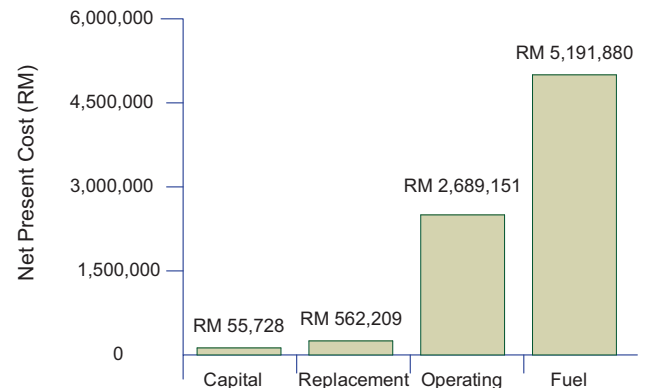 Net Present Cost (RM)
6,000,000
4,500,000
3,000,000
1,500,000
0
RM 55,728
RM 562,209
RM 2,689,151
RM 5,191,880
Capital
Replacement
Operating
Fuel